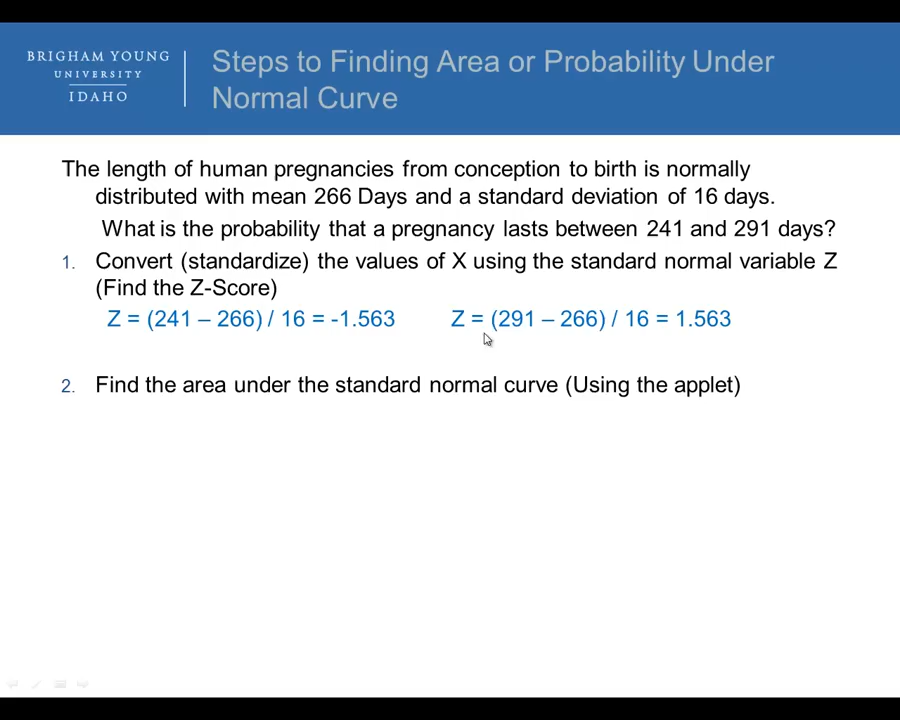 BRIGHAM YOUNG
UNIVERSITY
IDAHO
Steps to Finding Area or Probability Under
Normal Curve
The length of human pregnancies from conception to birth is normally
distributed with mean 266 Days and a standard deviation of 16 days.
What is the probability that a pregnancy lasts between 241 and 291 days?
1. Convert (standardize) the values of X using the standard normal variable Z
(Find the Z-Score)
Z = (241 – 266) / 16 = -1.563 Z = (291 – 266) / 16 = 1.563
2. Find the area under the standard normal curve (Using the applet)